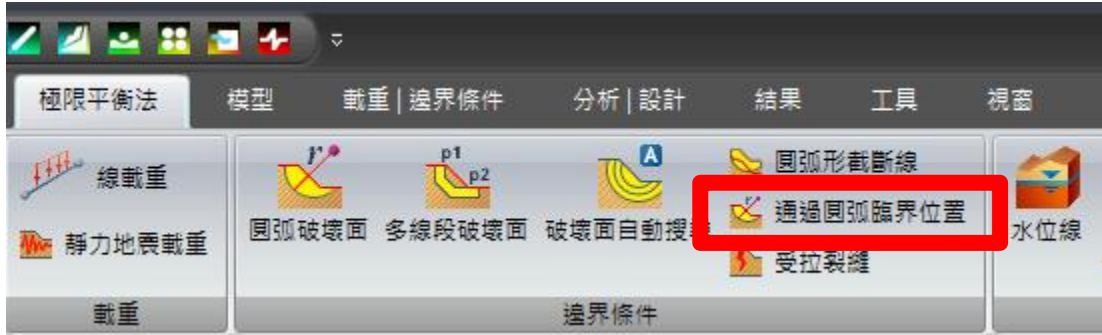 極限平衡法 模型 載重|邊界條件 分析|設計 結果 工具 視窗
線載重
靜力地震載重
載重
r
圓弧破壞面
p1
p2
多線段破壞面
A
破壞面自動搜
圓弧形截斷線
通過圓弧臨界位置
受拉裂縫
邊界條件
水位線